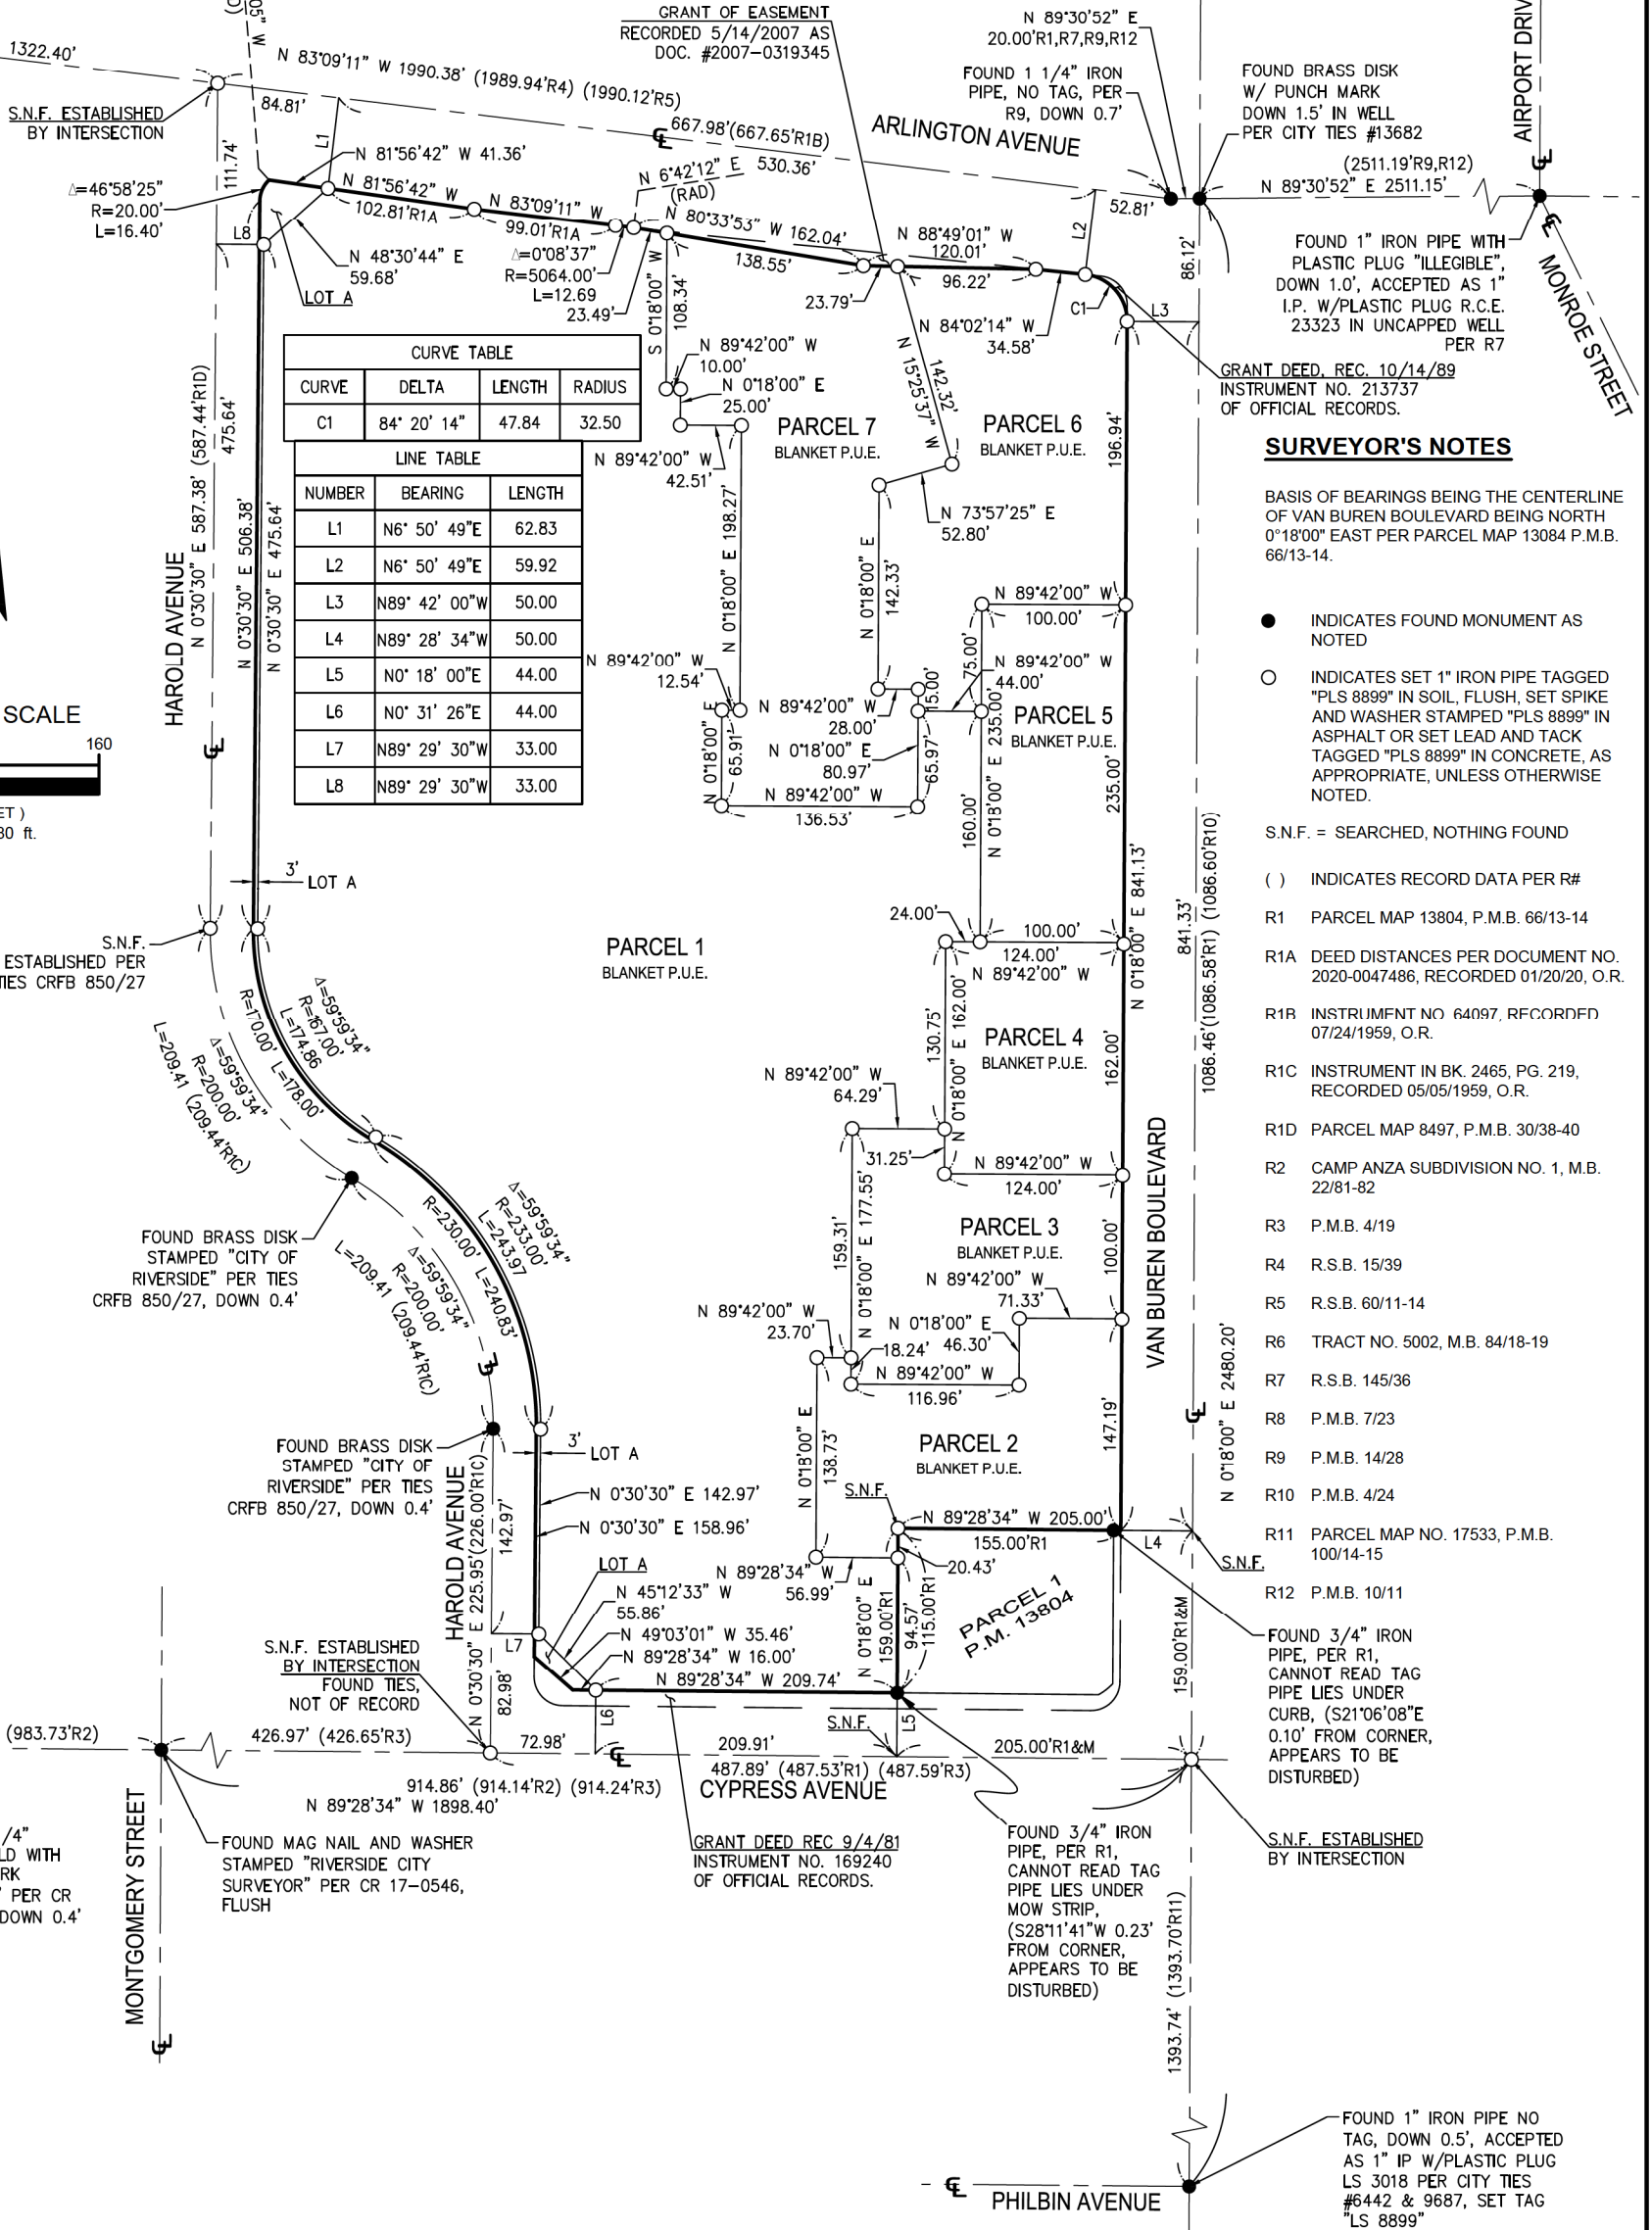 1322.40'
05" W
N 83°09'11" W 1990.38' (1989.94'R4) (1990.12'R5)
84.81'
S.N.F. ESTABLISHED
BY INTERSECTION
111.74'
L1
GRANT OF EASEMENT
RECORDED 5/14/2007 AS
DOC. #2007-0319345
667.98'(667.65'R1B)
ARLINGTON AVENUE
530.36'
52.81'
N 89°30'52" E
20.00'R1,R7,R9,R12
FOUND 1 1/4" IRON
PIPE, NO TAG, PER
R9, DOWN 0.7'
FOUND BRASS DISK
W/ PUNCH MARK
DOWN 1.5' IN WELL
PER CITY TIES #13682
AIRPORT DRIV
(2511.19'R9,R12)
N 89°30'52" E 2511.15'
MONROE STREET
FOUND 1" IRON PIPE WITH
PLASTIC PLUG "ILLEGIBLE",
DOWN 1.0', ACCEPTED AS 1"
I.P. W/PLASTIC PLUG R.C.E.
23323 IN UNCAPPED WELL
PER R7
GRANT DEED, REC. 10/14/89
INSTRUMENT NO. 213737
OF OFFICIAL RECORDS.
Δ=46°58'25"
R=20.00'
L=16.40'
L8
N 81°56'42" W 41.36'
N 81°56'42" W
102.81'R1A
N 83°09'11" W
99.01'R1A
N 6°42'12" E
(RAD)
N 80°33'53" W 162.04'
138.55'
N 88°49'01" W
120.01'
96.22'
23.79'
N 84°02'14" W
34.58'
C1
L2
L3
86.12'
N 48°30'44" E
59.68'
LOT A
Δ=0°08'37"
R=5064.00'
L=12.69
23.49'
S 0°18'00" W
108.34'
N 89°42'00" W
10.00'
N 0°18'00" E
25.00'
N 89°42'00" W
42.51'
CURVE TABLE
CURVE DELTA LENGTH RADIUS
C1 84° 20' 14" 47.84 32.50
LINE TABLE
NUMBER BEARING LENGTH
L1 N6° 50' 49"E 62.83
L2 N6° 50' 49"E 59.92
L3 N89° 42' 00"W 50.00
L4 N89° 28' 34"W 50.00
L5 N0° 18' 00"E 44.00
L6 N0° 31' 26"E 44.00
L7 N89° 29' 30"W 33.00
L8 N89° 29' 30"W 33.00
HAROLD AVENUE
N 0°30'30" E 587.38' (587.44'R1D)
475.64'
N 0°30'30" E 506.38'
N 0°30'30" E 475.64'
SCALE
160
ET )
80 ft.
PARCEL 7
BLANKET P.U.E.
PARCEL 6
BLANKET P.U.E.
142.32'
N 15°25'37" W
N 73°57'25" E
52.80'
N 0°18'00" E 198.27'
N 0°18'00" E
142.33'
196.94'
N 89°42'00" W
100.00'
75.00'
N 89°42'00" W
44.00'
N 89°42'00" W
12.54'
N 89°42'00" W
28.00'
15.00'
N 0°18'00" E
80.97'
N 0°18'00" E
65.91'
65.97'
N 89°42'00" W
136.53'
PARCEL 5
BLANKET P.U.E.
N 0°18'00" E 235.00'
160.00'
235.00'
24.00'
100.00'
124.00'
N 89°42'00" W
PARCEL 1
BLANKET P.U.E.
3'
LOT A
S.N.F.
ESTABLISHED PER
TIES CRFB 850/27
Δ=59°59'34"
R=167.00'
L=174.86
R=170.00' L=178.00'
Δ=59°59'34"
R=200.00'
L=209.41 (209.44'R1C)
130.75'
N 0°18'00" E 162.00'
PARCEL 4
BLANKET P.U.E.
162.00'
N 89°42'00" W
64.29'
31.25'
N 89°42'00" W
124.00'
N 0°18'00" E 841.13'
841.33'
1086.46'(1086.58'R1) (1086.60'R10)
VAN BUREN BOULEVARD
N 0°18'00" E 2480.20'
FOUND BRASS DISK
STAMPED "CITY OF
RIVERSIDE" PER TIES
CRFB 850/27, DOWN 0.4'
Δ=59°59'34"
R=233.00'
L=243.97
R=230.00' L=240.83'
Δ=59°59'34"
R=200.00'
L=209.41 (209.44'R1C)
159.31'
N 0°18'00" E 177.55'
PARCEL 3
BLANKET P.U.E.
100.00'
N 89°42'00" W
71.33'
N 89°42'00" W
23.70'
N 0°18'00" E
46.30'
18.24'
N 89°42'00" W
116.96'
N 0°18'00" E
138.73'
PARCEL 2
BLANKET P.U.E.
147.19'
S.N.F.
N 89°28'34" W 205.00'
155.00'R1
L4
S.N.F.
20.43'
N 89°28'34" W
56.99'
N 0°18'00" E
159.00'R1
94.57'
115.00'R1
PARCEL 1
P.M. 13804
159.00'R1&M
FOUND BRASS DISK
STAMPED "CITY OF
RIVERSIDE" PER TIES
CRFB 850/27, DOWN 0.4'
3'
LOT A
HAROLD AVENUE
N 0°30'30" E 225.95'(226.00'R1C)
142.97'
N 0°30'30" E 142.97'
N 0°30'30" E 158.96'
LOT A
N 45°12'33" W
55.86'
N 49°03'01" W 35.46'
N 89°28'34" W 16.00'
N 89°28'34" W 209.74'
L7
82.98'
L6
S.N.F.
L5
S.N.F. ESTABLISHED
BY INTERSECTION
FOUND TIES,
NOT OF RECORD
(983.73'R2)
426.97' (426.65'R3)
72.98'
209.91'
205.00'R1&M
487.89' (487.53'R1) (487.59'R3)
914.86' (914.14'R2) (914.24'R3)
N 89°28'34" W 1898.40'
CYPRESS AVENUE
MONTGOMERY STREET
FOUND MAG NAIL AND WASHER
STAMPED "RIVERSIDE CITY
SURVEYOR" PER CR 17-0546,
FLUSH
/4"
LD WITH
RK
' PER CR
DOWN 0.4'
GRANT DEED REC 9/4/81
INSTRUMENT NO. 169240
OF OFFICIAL RECORDS.
FOUND 3/4" IRON
PIPE, PER R1,
CANNOT READ TAG
PIPE LIES UNDER
MOW STRIP,
(S28°11'41"W 0.23'
FROM CORNER,
APPEARS TO BE
DISTURBED)
FOUND 3/4" IRON
PIPE, PER R1,
CANNOT READ TAG
PIPE LIES UNDER
CURB, (S21°06'08"E
0.10' FROM CORNER,
APPEARS TO BE
DISTURBED)
S.N.F. ESTABLISHED
BY INTERSECTION
1393.74' (1393.70'R11)
PHILBIN AVENUE
FOUND 1" IRON PIPE NO
TAG, DOWN 0.5', ACCEPTED
AS 1" IP W/PLASTIC PLUG
LS 3018 PER CITY TIES
#6442 & 9687, SET TAG
"LS 8899"
SURVEYOR'S NOTES
BASIS OF BEARINGS BEING THE CENTERLINE
OF VAN BUREN BOULEVARD BEING NORTH
0°18'00" EAST PER PARCEL MAP 13084 P.M.B.
66/13-14.
INDICATES FOUND MONUMENT AS
NOTED
INDICATES SET 1" IRON PIPE TAGGED
"PLS 8899" IN SOIL, FLUSH, SET SPIKE
AND WASHER STAMPED "PLS 8899" IN
ASPHALT OR SET LEAD AND TACK
TAGGED "PLS 8899" IN CONCRETE, AS
APPROPRIATE, UNLESS OTHERWISE
NOTED.
S.N.F. = SEARCHED, NOTHING FOUND
( ) INDICATES RECORD DATA PER R#
R1 PARCEL MAP 13804, P.M.B. 66/13-14
R1A DEED DISTANCES PER DOCUMENT NO.
2020-0047486, RECORDED 01/20/20, O.R.
R1B INSTRUMENT NO. 64097, RECORDED
07/24/1959, O.R.
R1C INSTRUMENT IN BK. 2465, PG. 219,
RECORDED 05/05/1959, O.R.
R1D PARCEL MAP 8497, P.M.B. 30/38-40
R2 CAMP ANZA SUBDIVISION NO. 1, M.B.
22/81-82
R3 P.M.B. 4/19
R4 R.S.B. 15/39
R5 R.S.B. 60/11-14
R6 TRACT NO. 5002, M.B. 84/18-19
R7 R.S.B. 145/36
R8 P.M.B. 7/23
R9 P.M.B. 14/28
R10 P.M.B. 4/24
R11 PARCEL MAP NO. 17533, P.M.B.
100/14-15
R12 P.M.B. 10/11